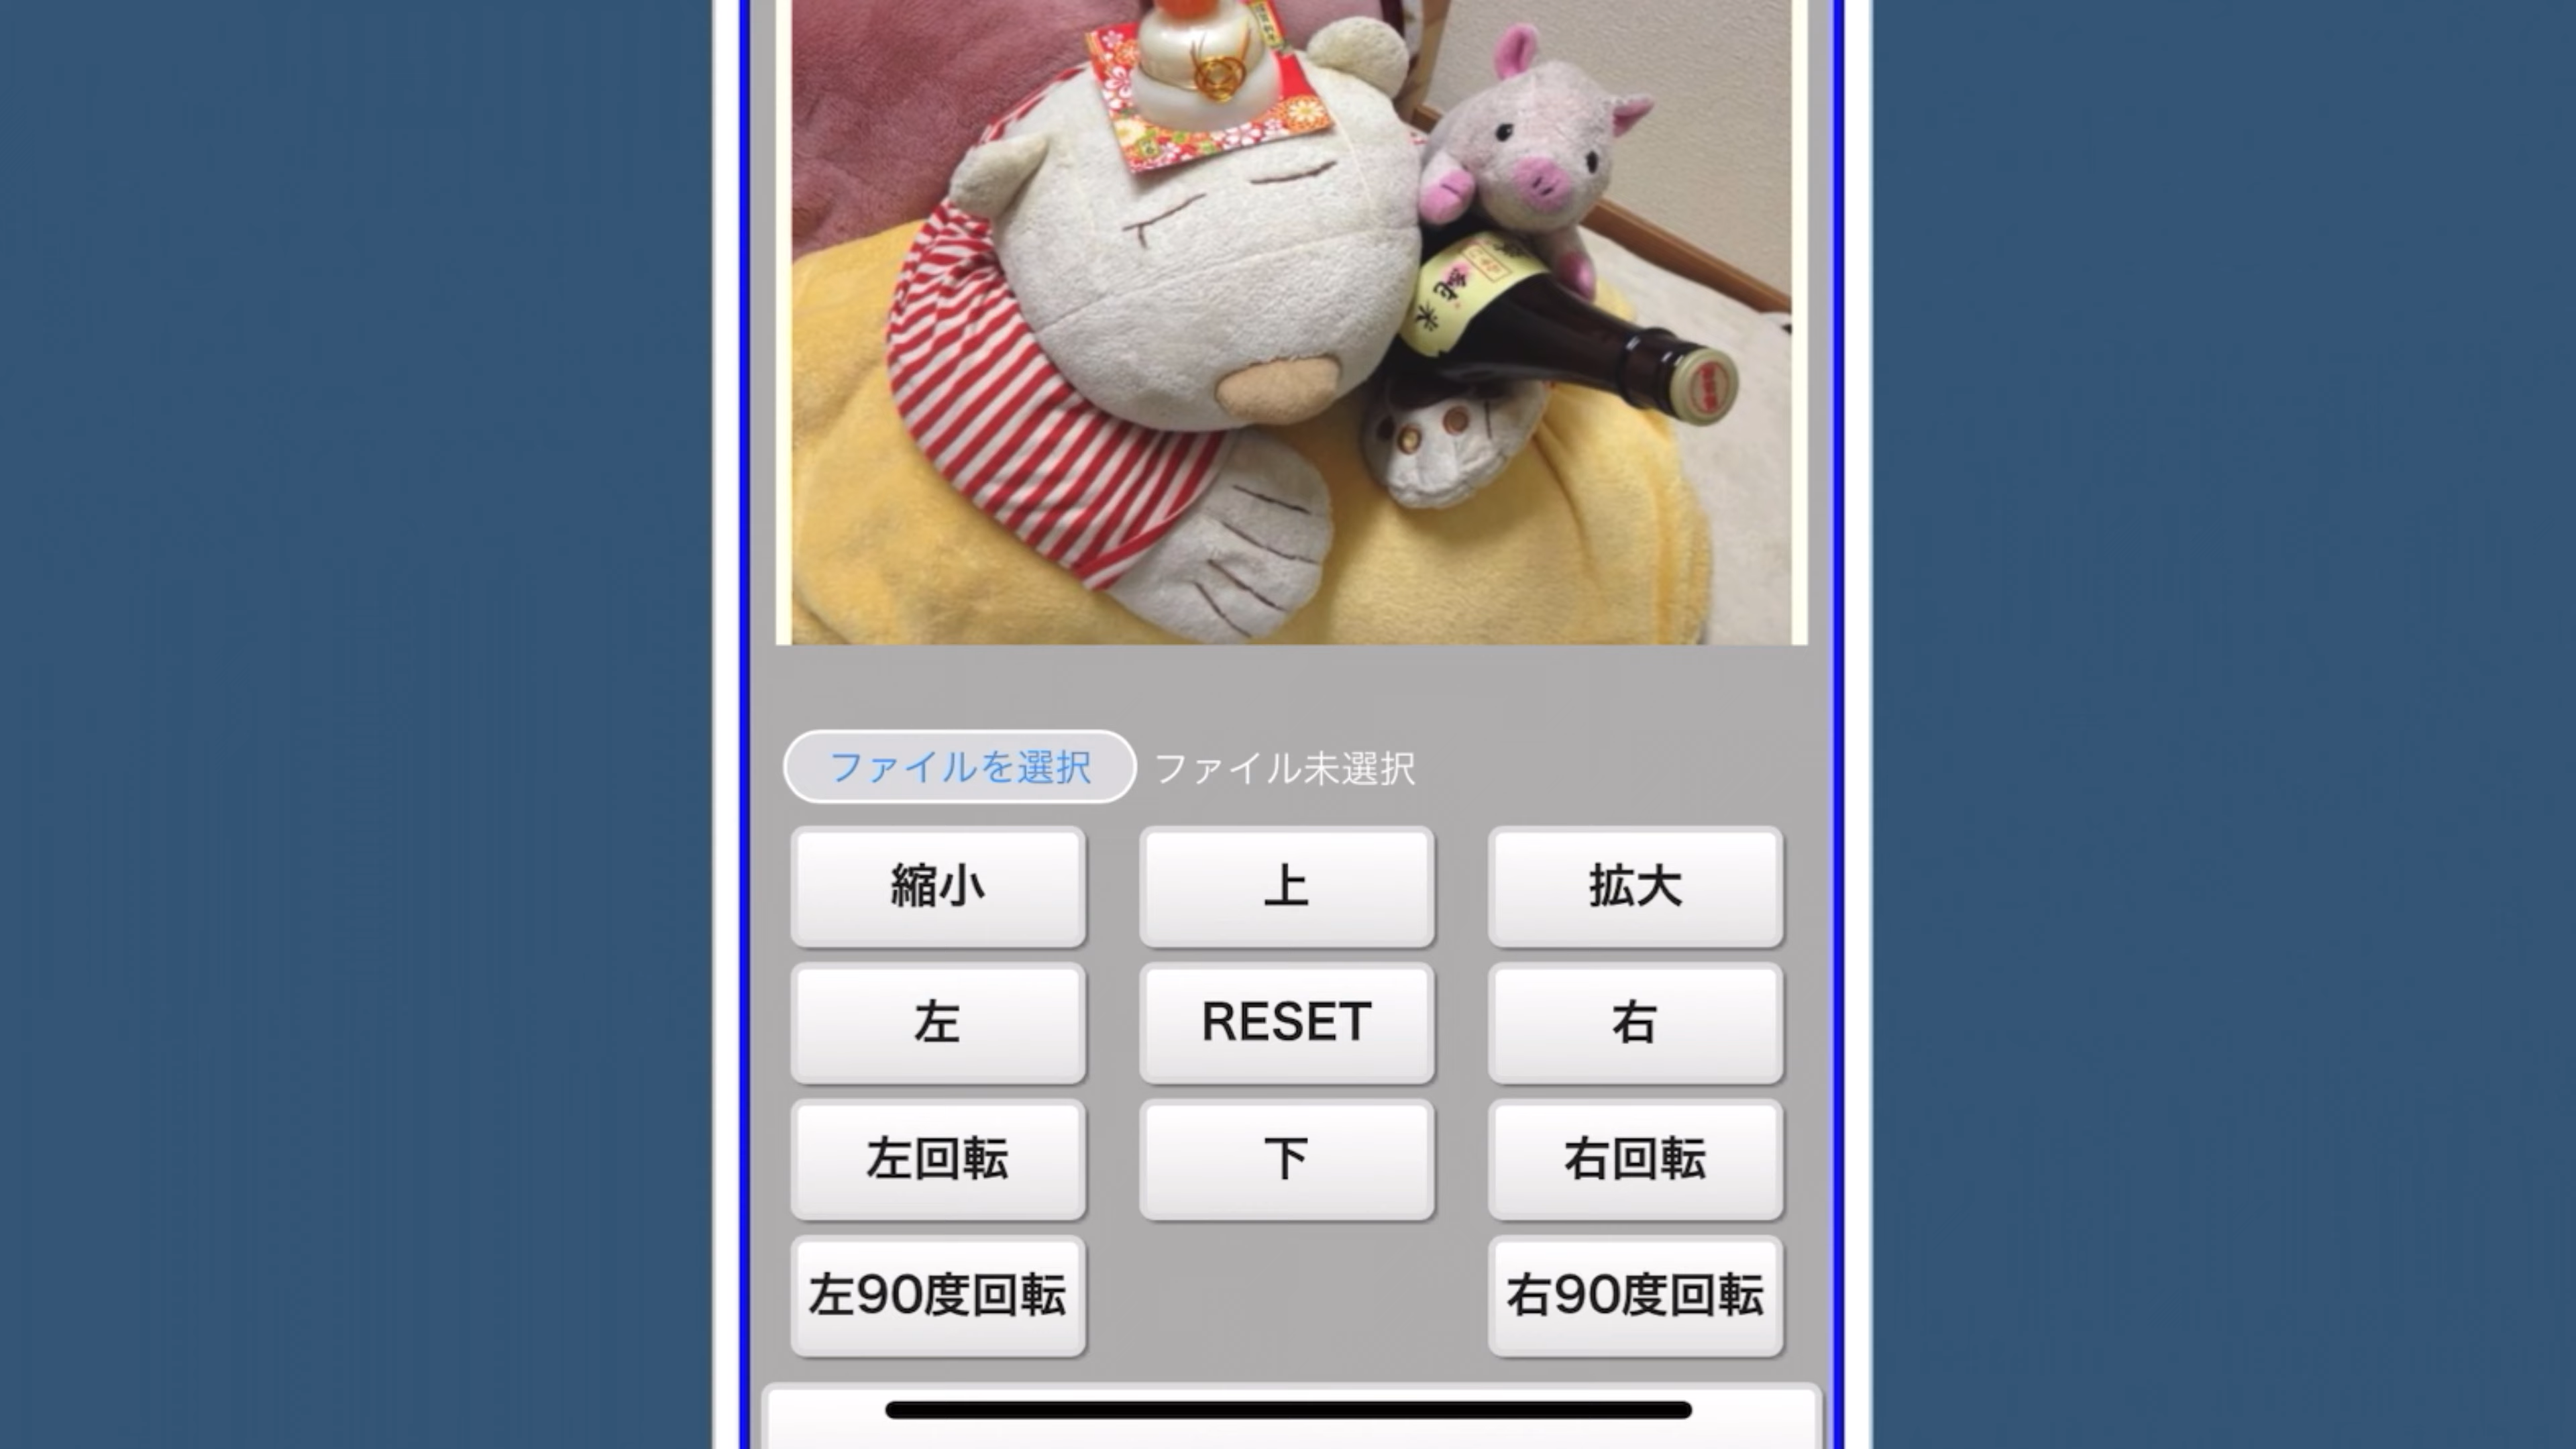 純米
ファイルを選択 ファイル未選択
縮小 上 拡大
左 RESET 右
左回転 下 右回転
左90度回転 右90度回転